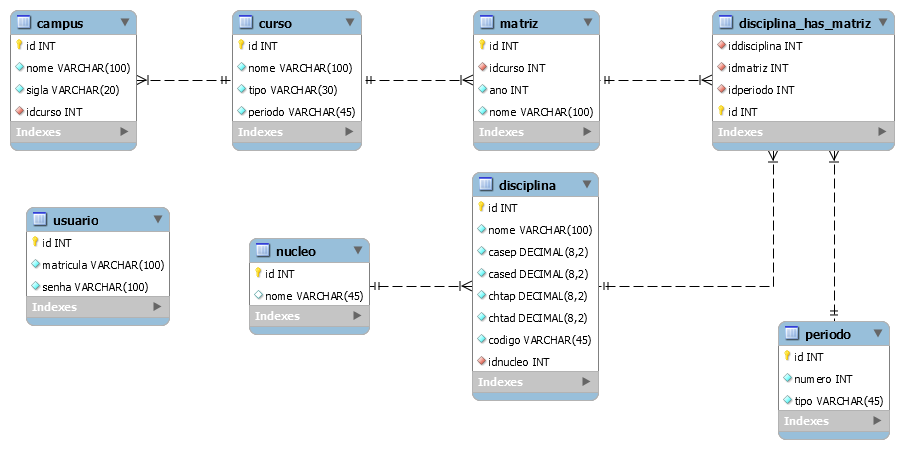 campus
id INT
nome VARCHAR(100)
sigla VARCHAR(20)
idcurso INT
Indexes
curso
id INT
nome VARCHAR(100)
tipo VARCHAR(30)
periodo VARCHAR(45)
Indexes
matriz
id INT
idcurso INT
ano INT
nome VARCHAR(100)
Indexes
disciplina_has_matriz
iddisciplina INT
idmatriz INT
idperiodo INT
id INT
Indexes
usuario
id INT
matricula VARCHAR(100)
senha VARCHAR(100)
Indexes
nucleo
id INT
nome VARCHAR(45)
Indexes
disciplina
id INT
nome VARCHAR(100)
casep DECIMAL(8,2)
cased DECIMAL(8,2)
chtap DECIMAL(8,2)
chtad DECIMAL(8,2)
codigo VARCHAR(45)
idnucleo INT
Indexes
periodo
id INT
numero INT
tipo VARCHAR(45)
Indexes